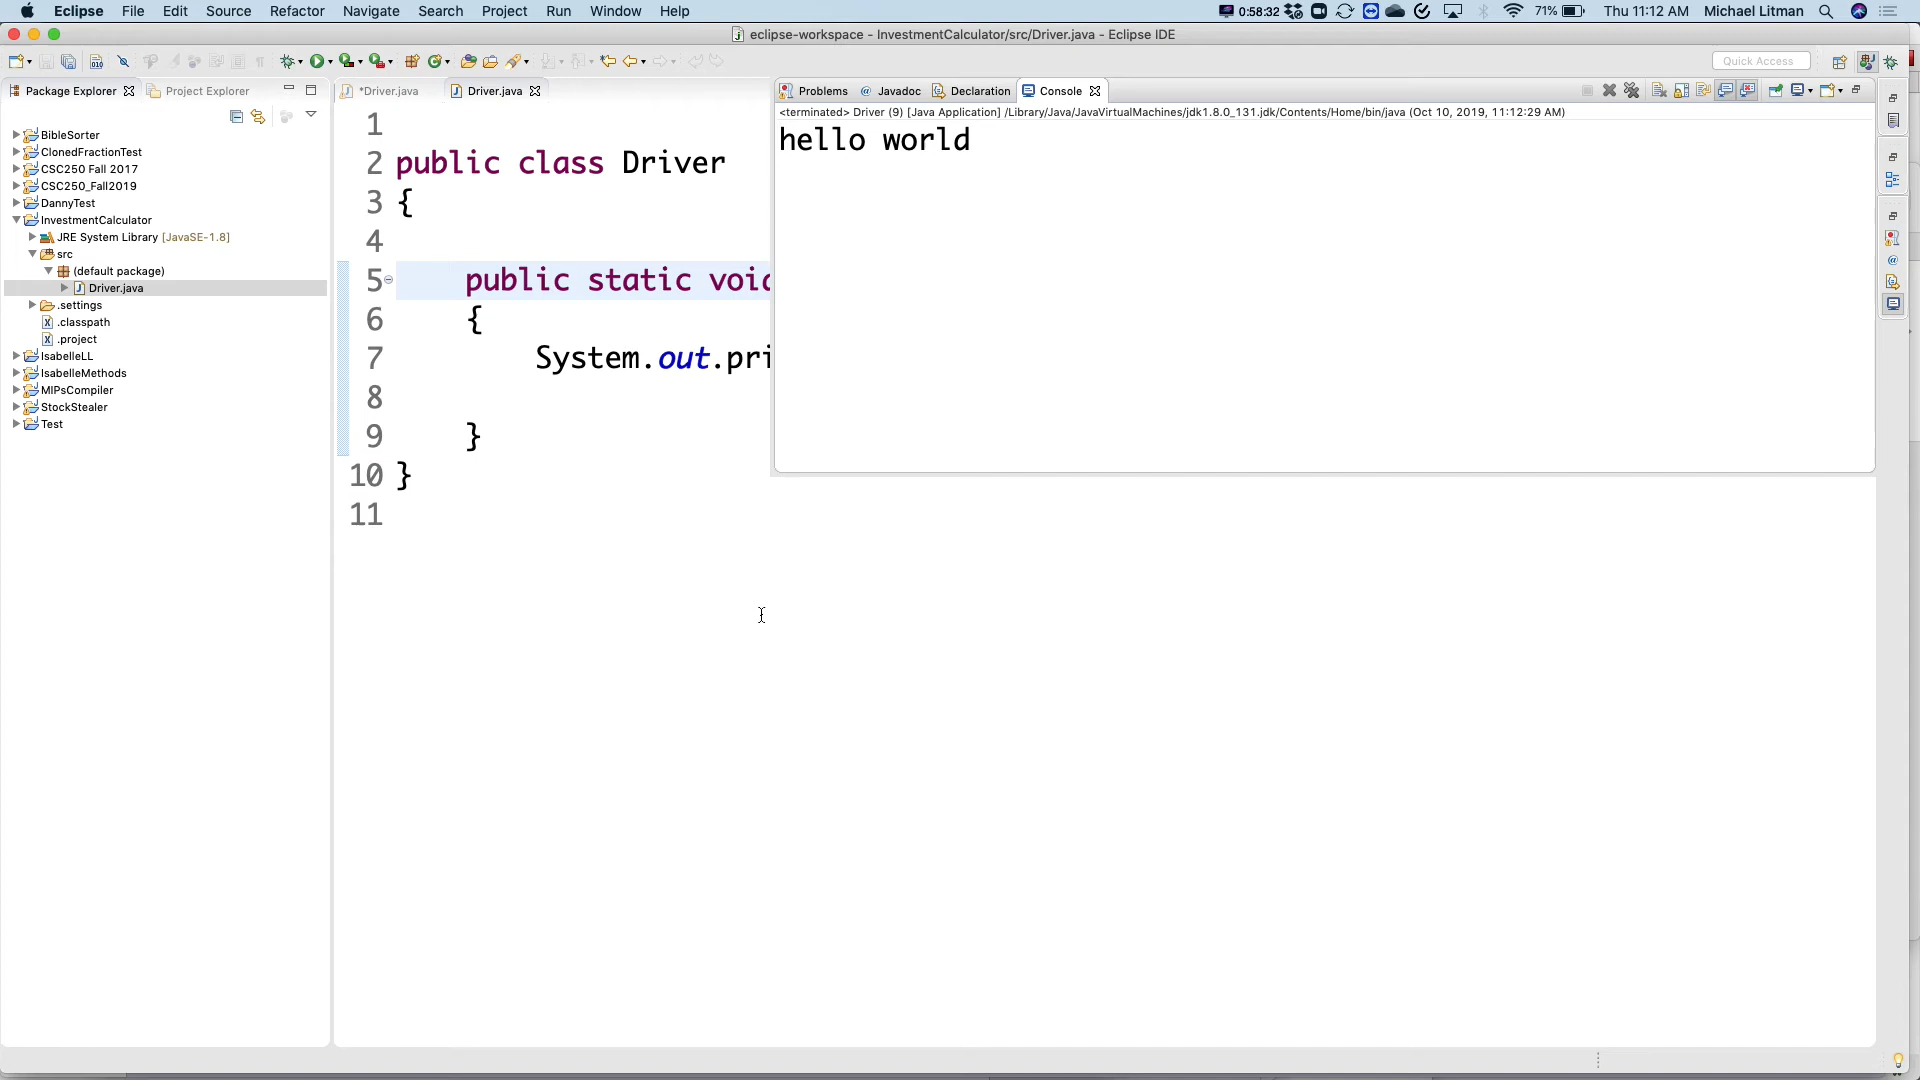 Eclipse File Edit Source Refactor Navigate Search Project Run Window Help 0:58:32 71% Thu 11:12 AM Michael Litman
eclipse-workspace - InvestmentCalculator/src/Driver.java - Eclipse IDE
Quick Access
Package Explorer Project Explorer
BibleSorter
ClonedFractionTest
CSC250 Fall 2017
CSC250_Fall2019
DannyTest
InvestmentCalculator
JRE System Library [JavaSE-1.8]
src
(default package)
Driver.java
.settings
.classpath
.project
IsabelleLL
IsabelleMethods
MIPsCompiler
StockStealer
Test
*Driver.java Driver.java
1
2 public class Driver
3 {
4
5 public static voi
6 {
7 System.out.pri
8
9 }
10 }
11
Problems @ Javadoc Declaration Console
<terminated> Driver (9) [Java Application] /Library/Java/JavaVirtualMachines/jdk1.8.0_131.jdk/Contents/Home/bin/java (Oct 10, 2019, 11:12:29 AM)
hello world